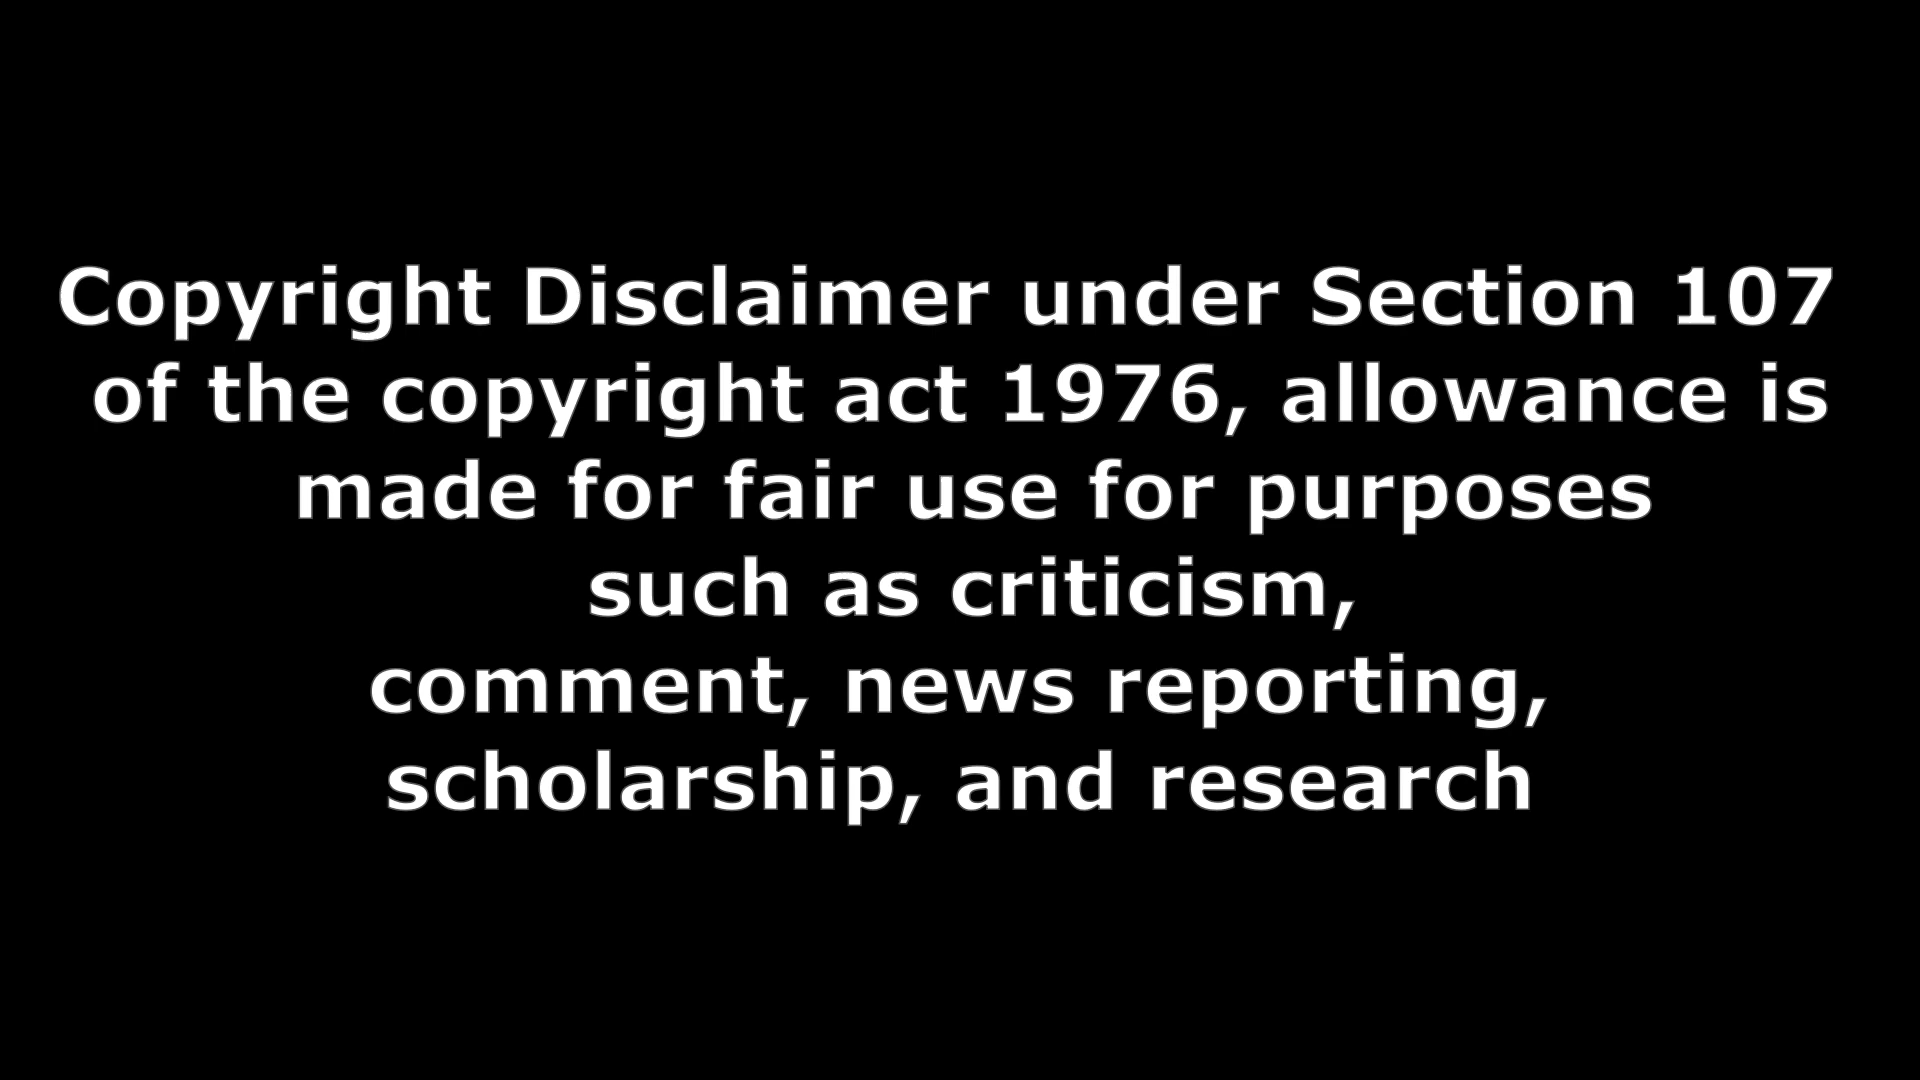 Copyright Disclaimer under Section 107
of the copyright act 1976, allowance is
made for fair use for purposes
such as criticism,
comment, news reporting,
scholarship, and research